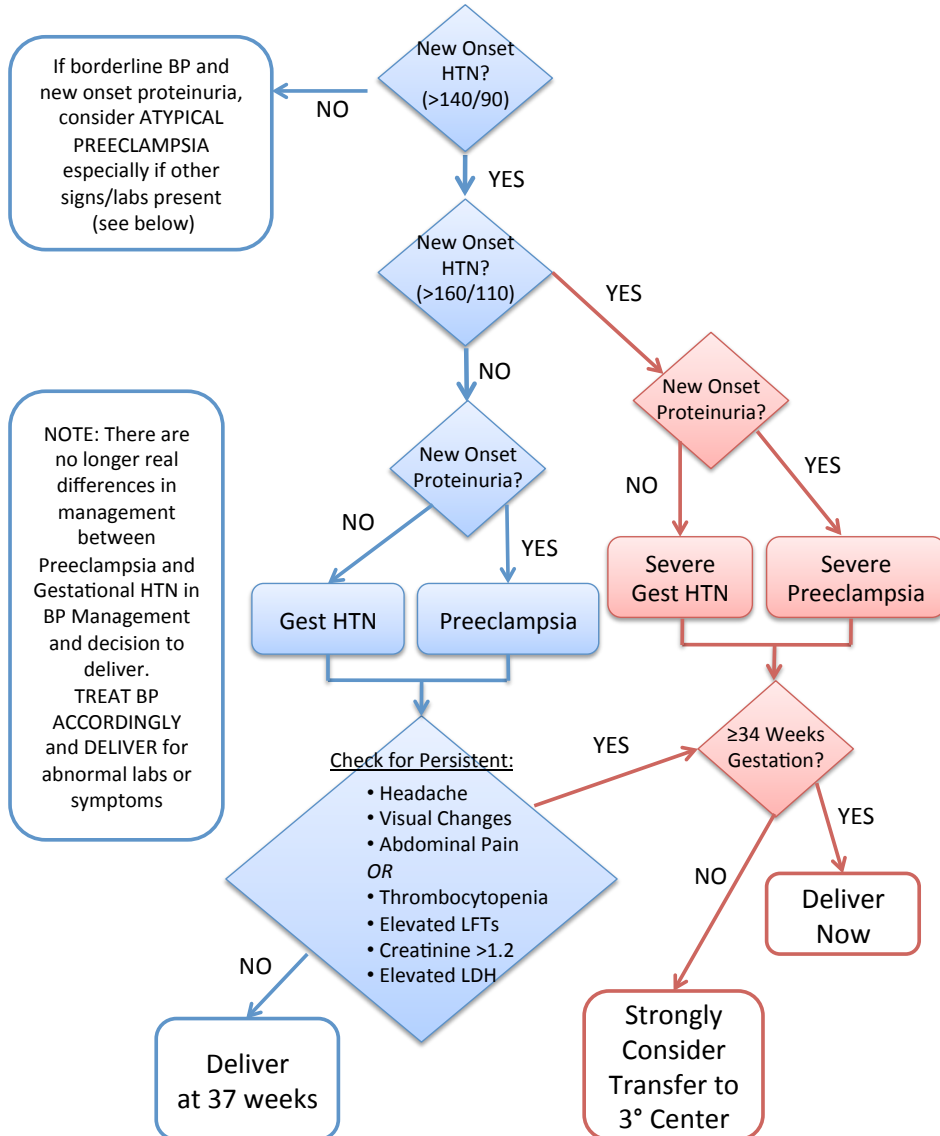 New Onset
HTN?
(>140/90)
NO
If borderline BP and
new onset proteinuria,
consider ATYPICAL
PREECLAMPSIA
especially if other
signs/labs present
(see below)
YES
New Onset
HTN?
(>160/110)
YES
NO
New Onset
Proteinuria?
NO
YES
Severe
Gest HTN
Severe
Preeclampsia
NOTE: There are
no longer real
differences in
management
between
Preeclampsia and
Gestational HTN in
BP Management
and decision to
deliver.
TREAT BP
ACCORDINGLY
and DELIVER for
abnormal labs or
symptoms
New Onset
Proteinuria?
NO
YES
Gest HTN
Preeclampsia
Check for Persistent:
• Headache
• Visual Changes
• Abdominal Pain
OR
• Thrombocytopenia
• Elevated LFTs
• Creatinine >1.2
• Elevated LDH
YES
NO
Deliver
at 37 weeks
≥34 Weeks
Gestation?
YES
NO
Deliver
Now
Strongly
Consider
Transfer to
3° Center